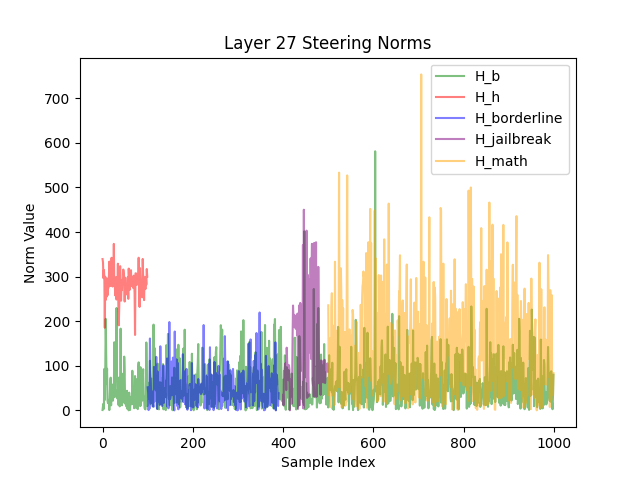 Layer 27 Steering Norms
H_b
H_h
H_borderline
H_jailbreak
H_math
Norm Value
700
600
500
400
300
200
100
0
0
200
400
600
800
1000
Sample Index